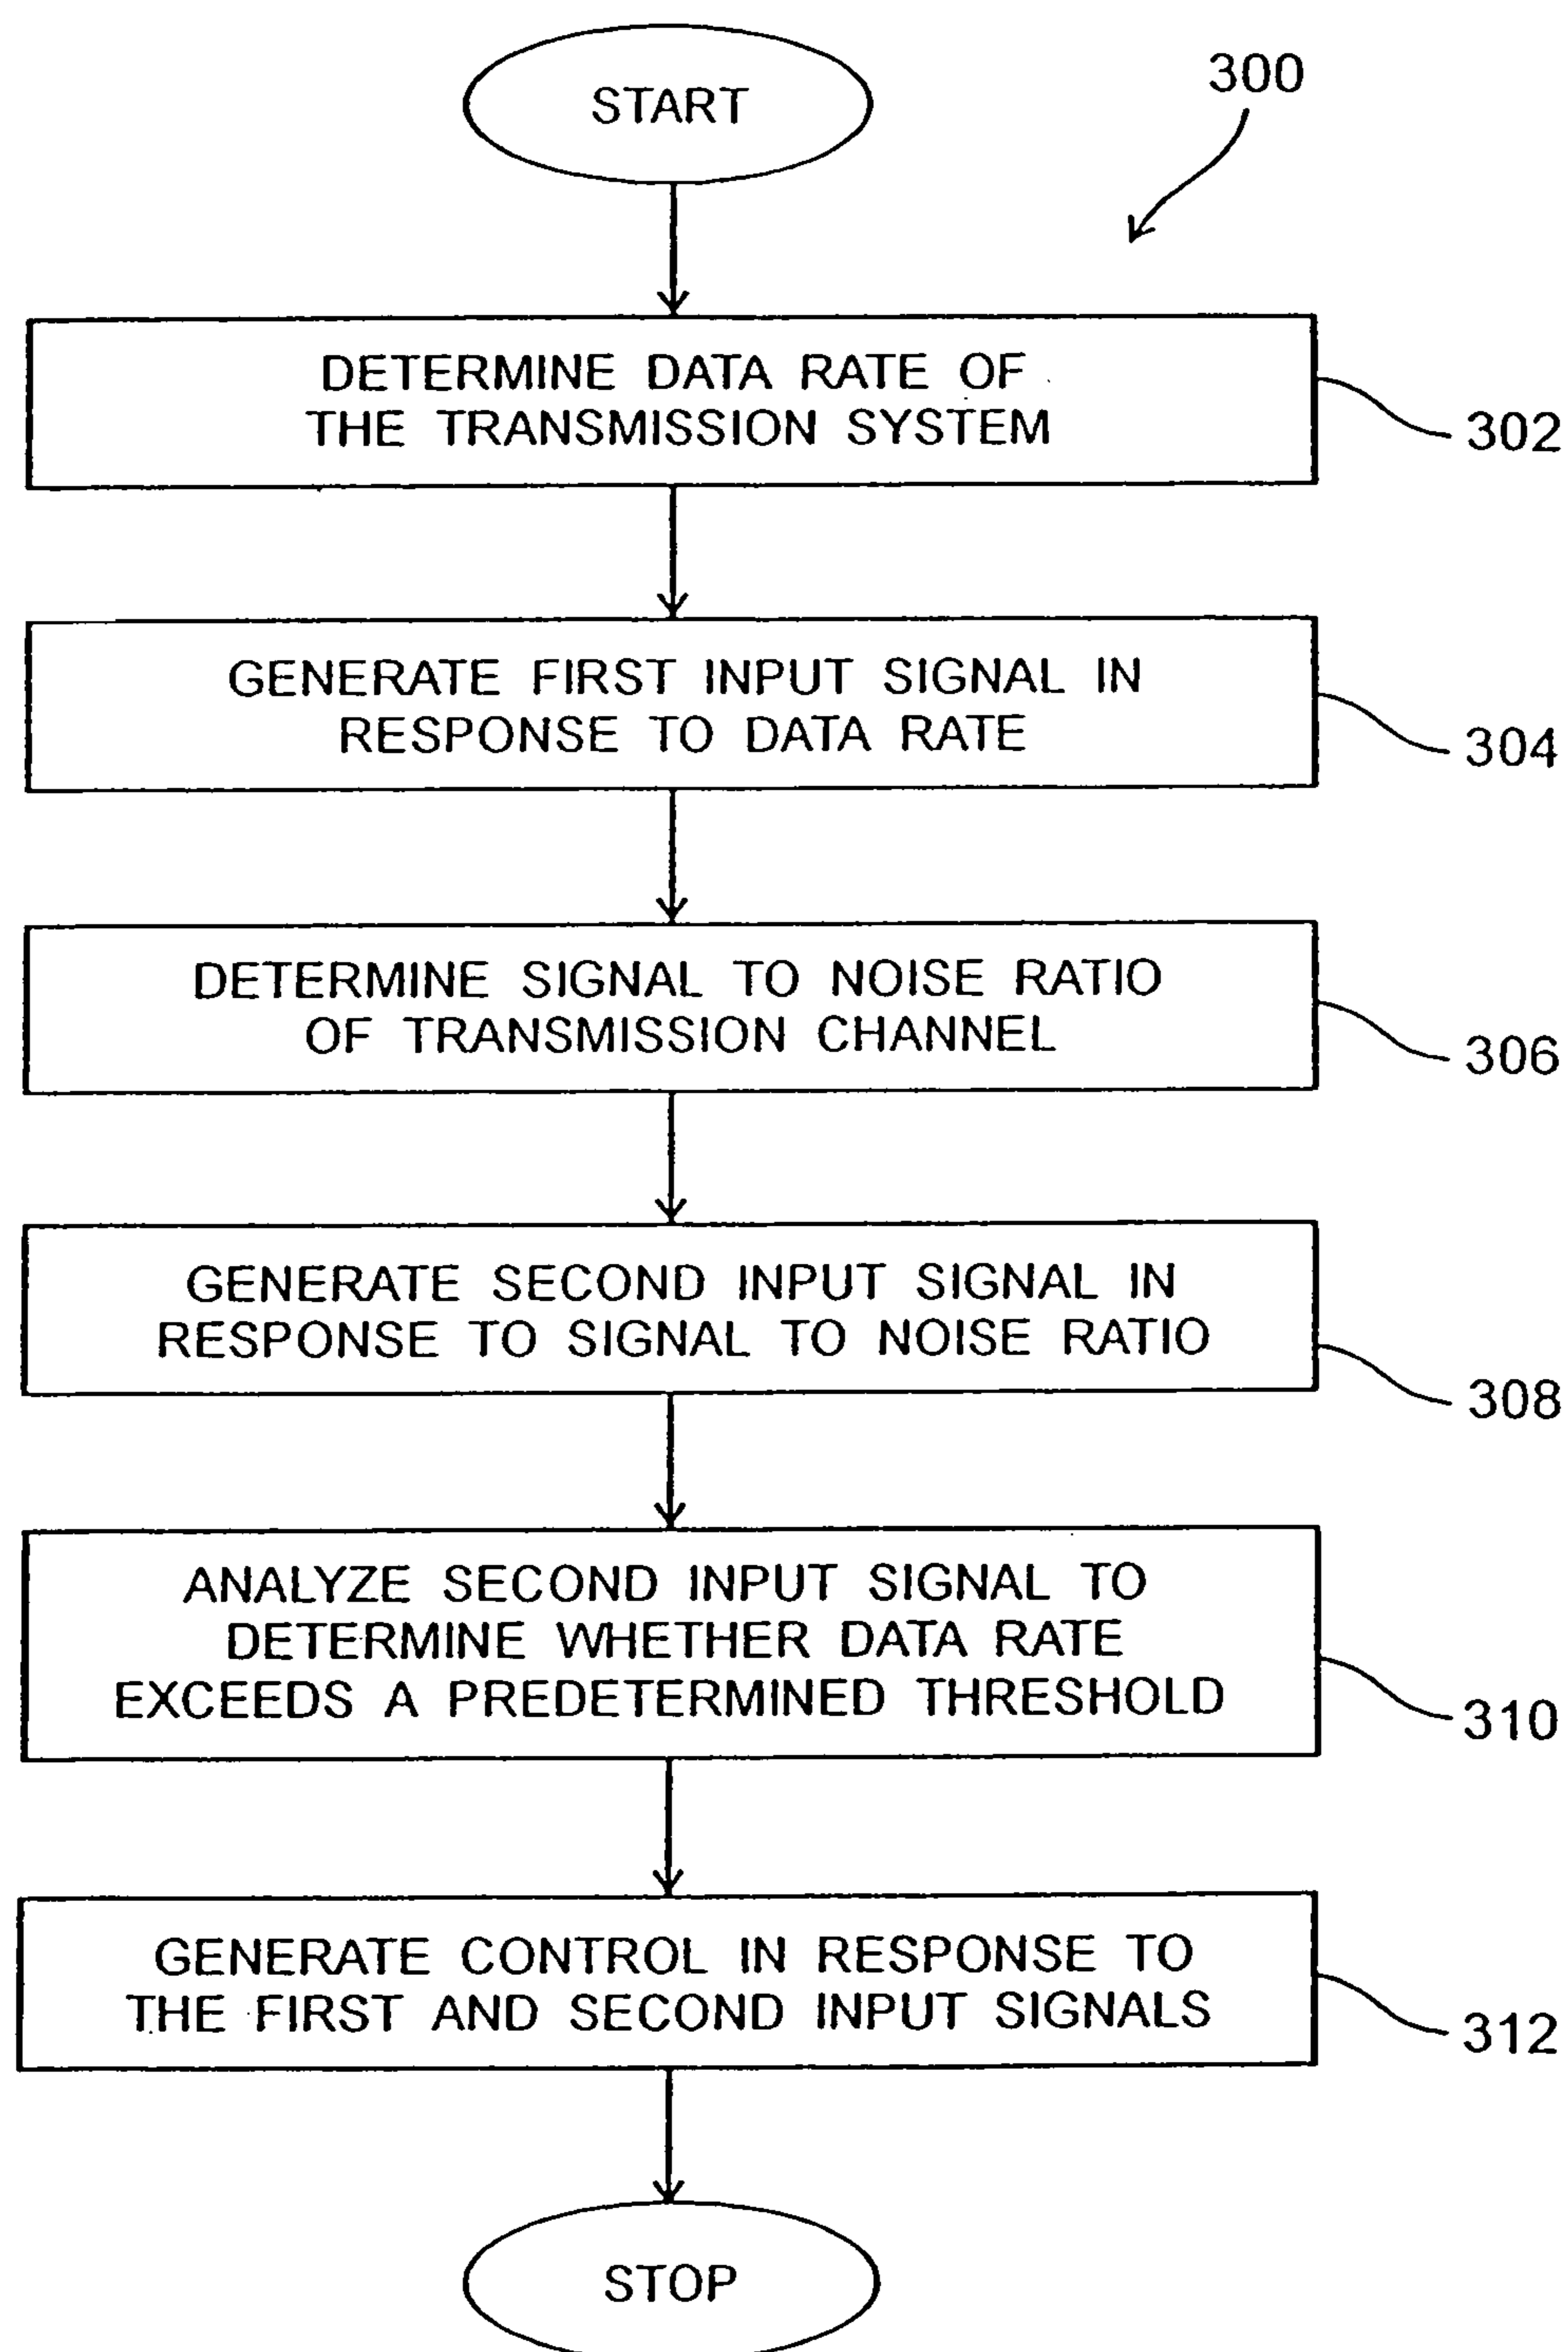 START
300
DETERMINE DATA RATE OF
THE TRANSMISSION SYSTEM
302
GENERATE FIRST INPUT SIGNAL IN
RESPONSE TO DATA RATE
304
DETERMINE SIGNAL TO NOISE RATIO
OF TRANSMISSION CHANNEL
306
GENERATE SECOND INPUT SIGNAL IN
RESPONSE TO SIGNAL TO NOISE RATIO
308
ANALYZE SECOND INPUT SIGNAL TO
DETERMINE WHETHER DATA RATE
EXCEEDS A PREDETERMINED THRESHOLD
310
GENERATE CONTROL IN RESPONSE TO
THE FIRST AND SECOND INPUT SIGNALS
312
STOP